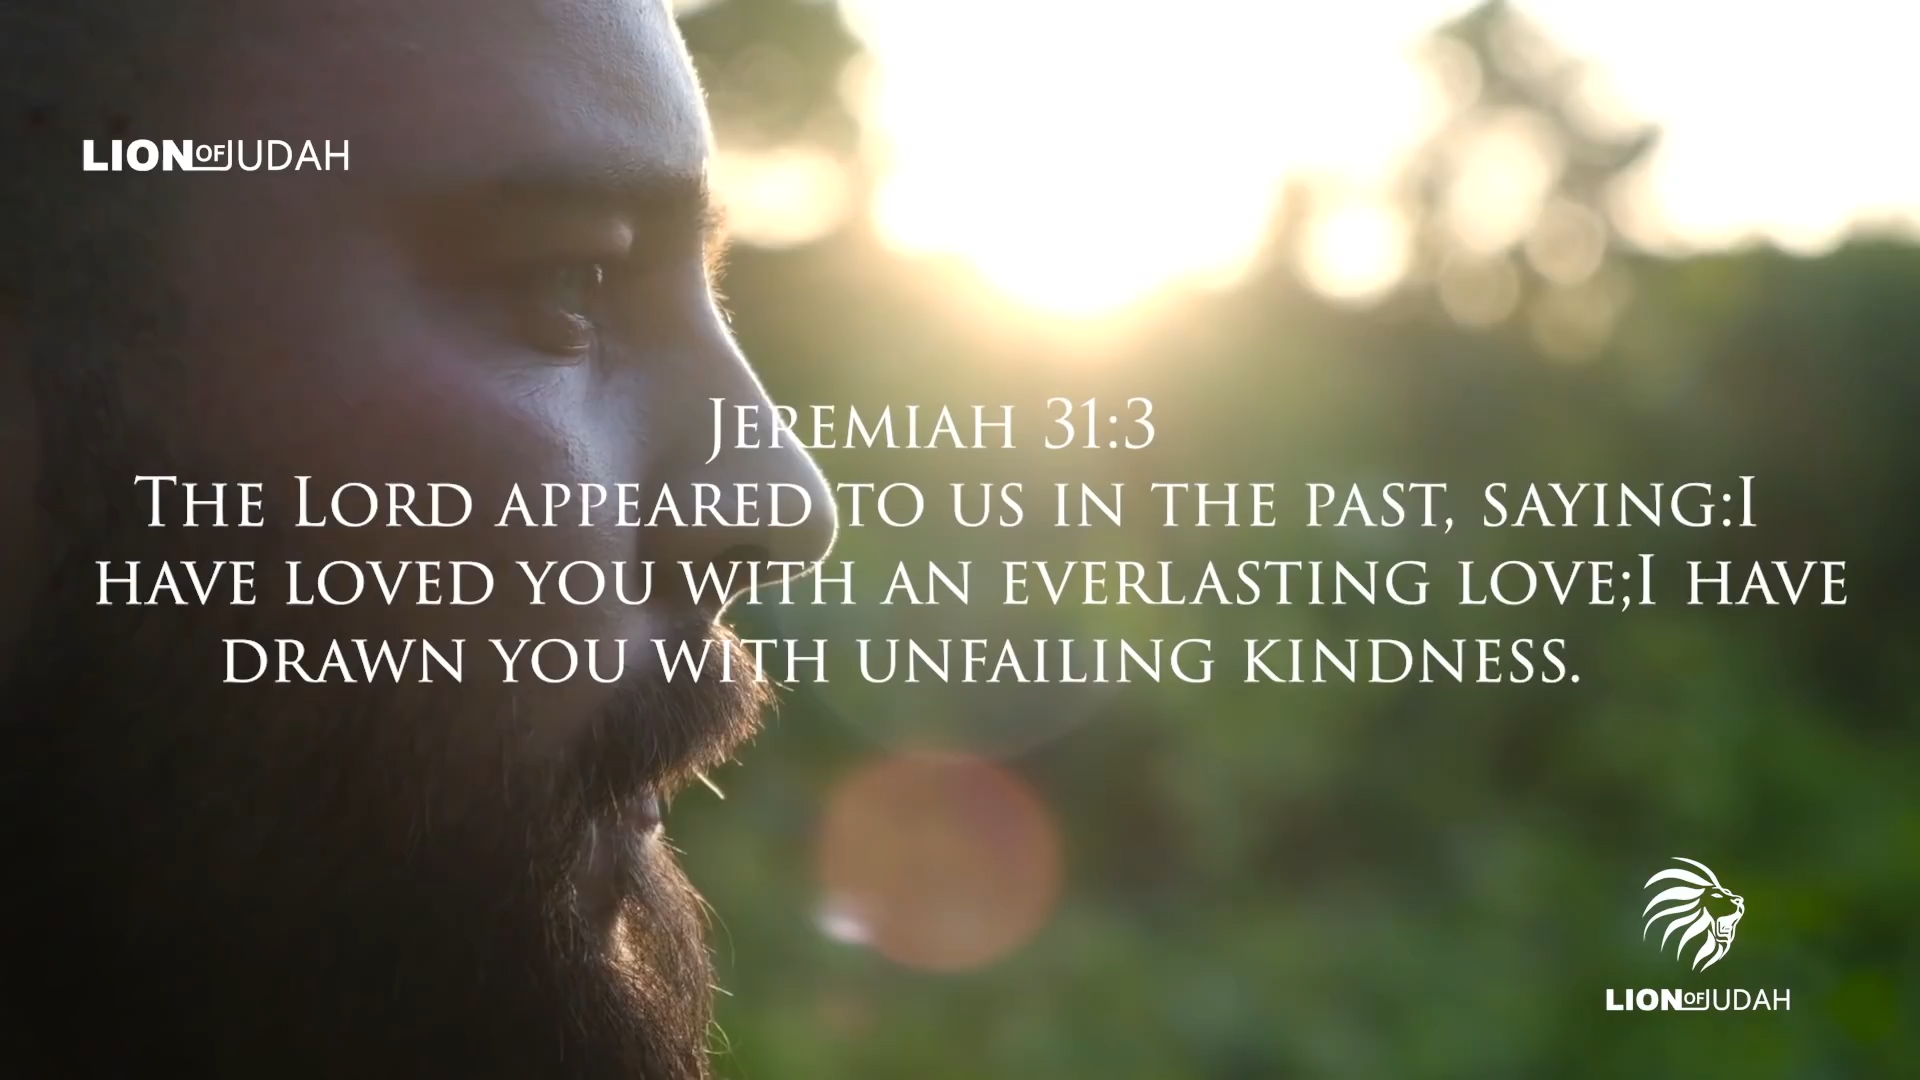 LION OF JUDAH
JEREMIAH 31:3
THE LORD APPEARED TO US IN THE PAST, SAYING:I
HAVE LOVED YOU WITH AN EVERLASTING LOVE;I HAVE
DRAWN YOU WITH UNFAILING KINDNESS.
LION OF JUDAH